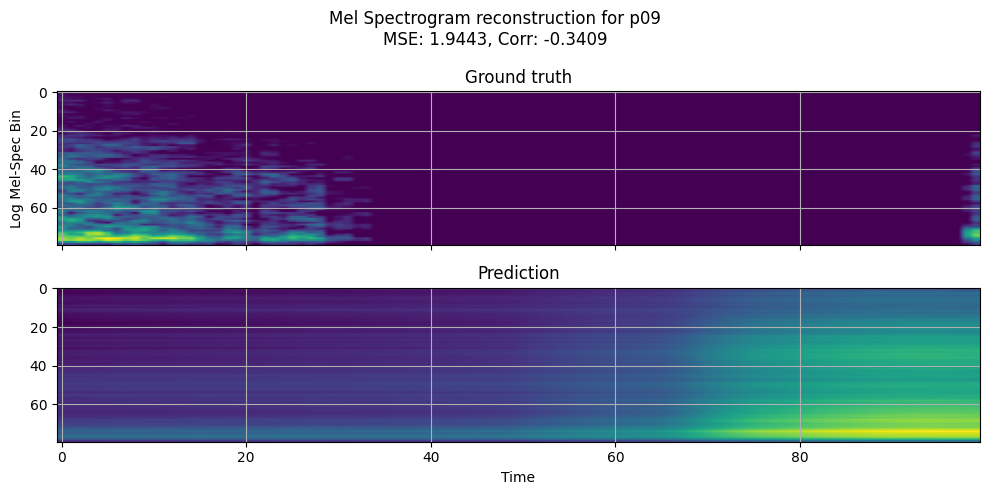 Mel Spectrogram reconstruction for p09
MSE: 1.9443, Corr: -0.3409
Ground truth
0
20
40
60
Log Mel-Spec Bin
Prediction
0
20
40
60
0 20 40 60 80
Time